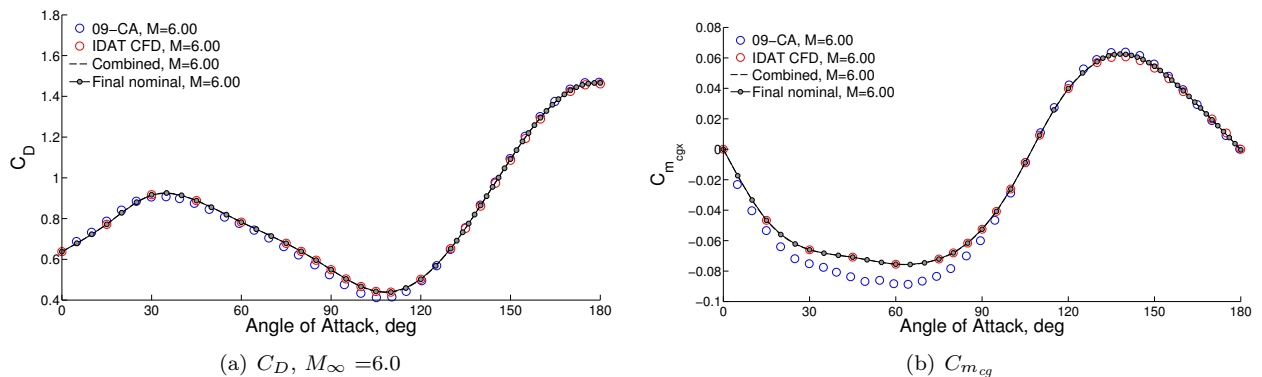 1.8
1.6
1.4
1.2
1
0.8
0.6
0.4
0
30
60
90
120
150
180
C_D
Angle of Attack, deg
09−CA, M=6.00
IDAT CFD, M=6.00
Combined, M=6.00
Final nominal, M=6.00
(a) C_D, M_∞ =6.0
0.08
0.06
0.04
0.02
0
−0.02
−0.04
−0.06
−0.08
−0.1
0
30
60
90
120
150
180
C_m_cgx
Angle of Attack, deg
09−CA, M=6.00
IDAT CFD, M=6.00
Combined, M=6.00
Final nominal, M=6.00
(b) C_m_cg